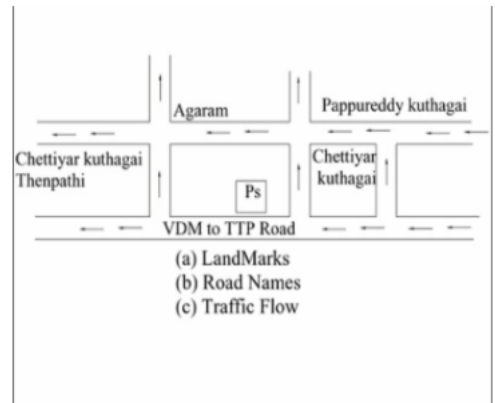 Agaram
Pappureddy kuthagai
Chettiyar kuthagai
Thenpathi
Chettiyar
kuthagai
Ps
VDM to TTP Road
(a) LandMarks
(b) Road Names
(c) Traffic Flow